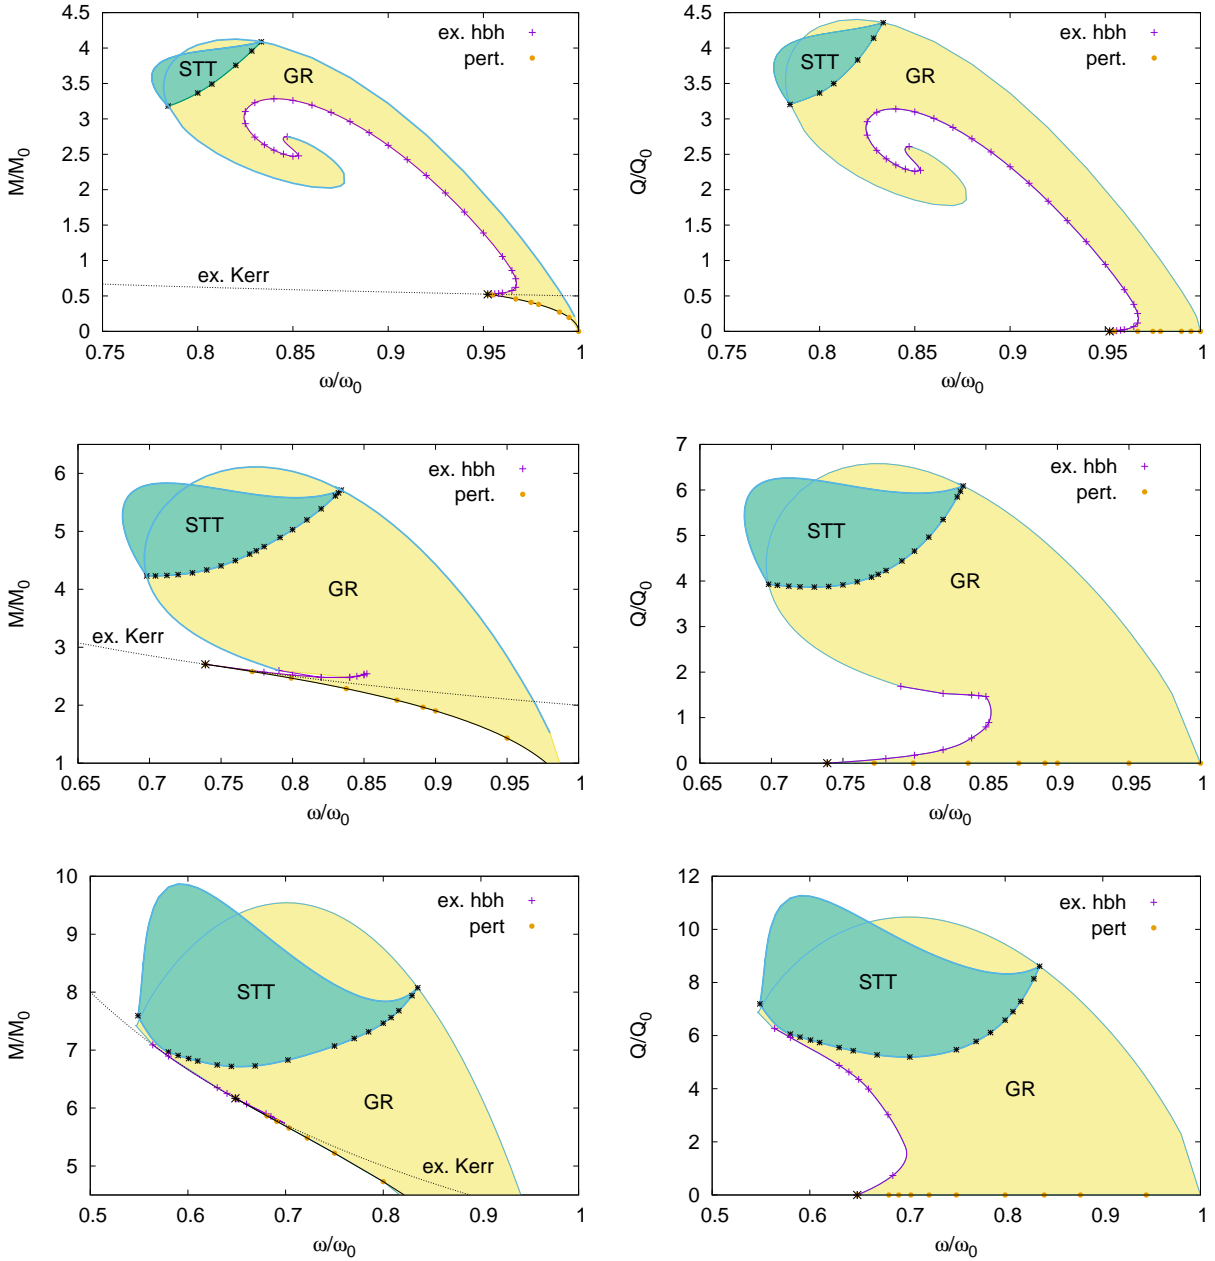 4.5
4
3.5
3
2.5
2
1.5
1
0.5
0
M/M0
STT
GR
ex. hbh
pert.
ex. Kerr
0.75 0.8 0.85 0.9 0.95 1
ω/ω0
4.5
4
3.5
3
2.5
2
1.5
1
0.5
0
Q/Q0
STT
GR
ex. hbh
pert.
0.75 0.8 0.85 0.9 0.95 1
ω/ω0
6
5
4
3
2
1
M/M0
ex. hbh
pert.
STT
GR
ex. Kerr
0.65 0.7 0.75 0.8 0.85 0.9 0.95 1
ω/ω0
7
6
5
4
3
2
1
0
Q/Q0
ex. hbh
pert.
STT
GR
0.65 0.7 0.75 0.8 0.85 0.9 0.95 1
ω/ω0
10
9
8
7
6
5
M/M0
ex. hbh
pert
STT
GR
ex. Kerr
0.5 0.6 0.7 0.8 0.9 1
ω/ω0
12
10
8
6
4
2
0
Q/Q0
ex. hbh
pert
STT
GR
0.5 0.6 0.7 0.8 0.9 1
ω/ω0